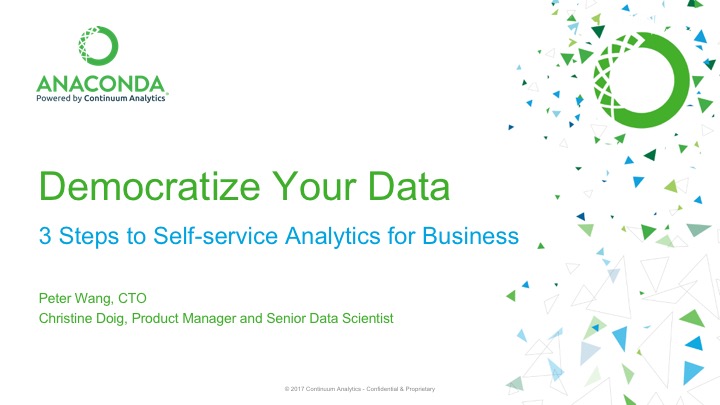 ANACONDA
Powered by Continuum Analytics®
Democratize Your Data
3 Steps to Self-service Analytics for Business
Peter Wang, CTO
Christine Doig, Product Manager and Senior Data Scientist
© 2017 Continuum Analytics - Confidential & Proprietary